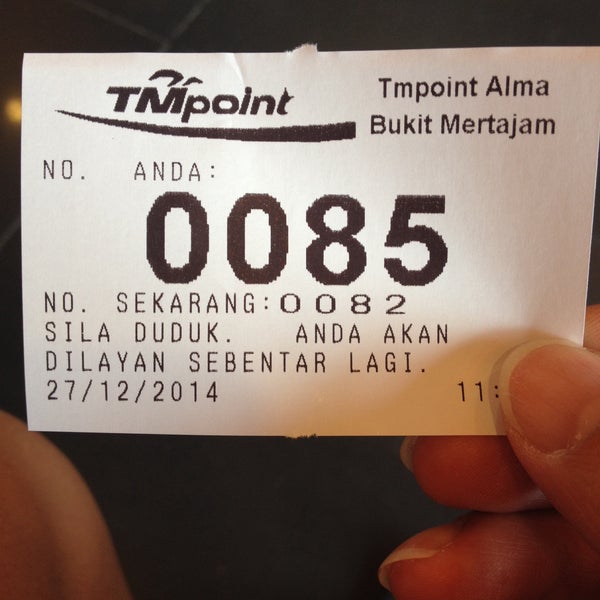 TMpoint
Tmpoint Alma
Bukit Mertajam
NO. ANDA:
0085
NO. SEKARANG:0082
SILA DUDUK. ANDA AKAN
DILAYAN SEBENTAR LAGI.
27/12/2014 11: